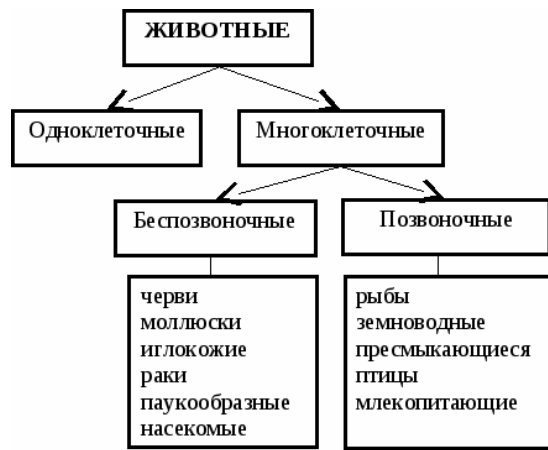 ЖИВОТНЫЕ
Одноклеточные
Многоклеточные
Беспозвоночные
Позвоночные
черви
моллюски
иглокожие
раки
паукообразные
насекомые
рыбы
земноводные
пресмыкающиеся
птицы
млекопитающие